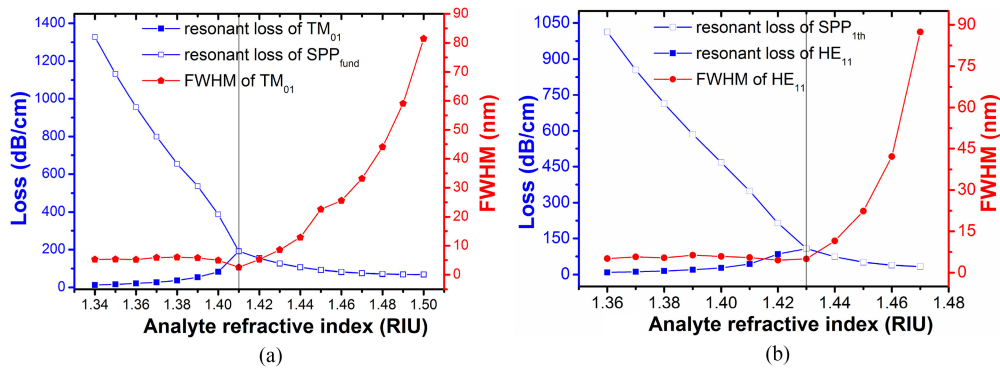 resonant loss of TM01
resonant loss of SPPfund
FWHM of TM01
1400
1200
1000
800
600
400
200
0
Loss (dB/cm)
90
80
70
60
50
40
30
20
10
0
FWHM (nm)
1.34 1.36 1.38 1.40 1.42 1.44 1.46 1.48 1.50
Analyte refractive index (RIU)
(a)
resonant loss of SPP1th
resonant loss of HE11
FWHM of HE11
1050
900
750
600
450
300
150
0
Loss (dB/cm)
90
75
60
45
30
15
0
FWHM (nm)
1.36 1.38 1.40 1.42 1.44 1.46 1.48
Analyte refractive index (RIU)
(b)